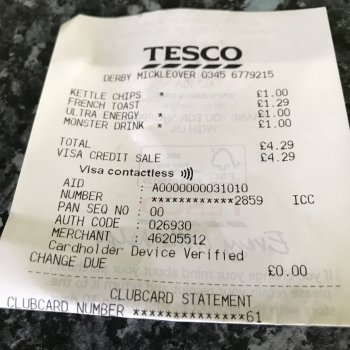 TESCO
DERBY MICKLEOVER 0345 6779215
KETTLE CHIPS * £1.00
FRENCH TOAST £1.29
ULTRA ENERGY * £1.00
MONSTER DRINK * £1.00
TOTAL £4.29
VISA CREDIT SALE £4.29
Visa contactless
AID : A0000000031010
NUMBER : ************2859 ICC
PAN SEQ NO : 00
AUTH CODE : 026930
MERCHANT : 46205512
Cardholder Device Verified
CHANGE DUE £0.00
CLUBCARD STATEMENT
CLUBCARD NUMBER **************61